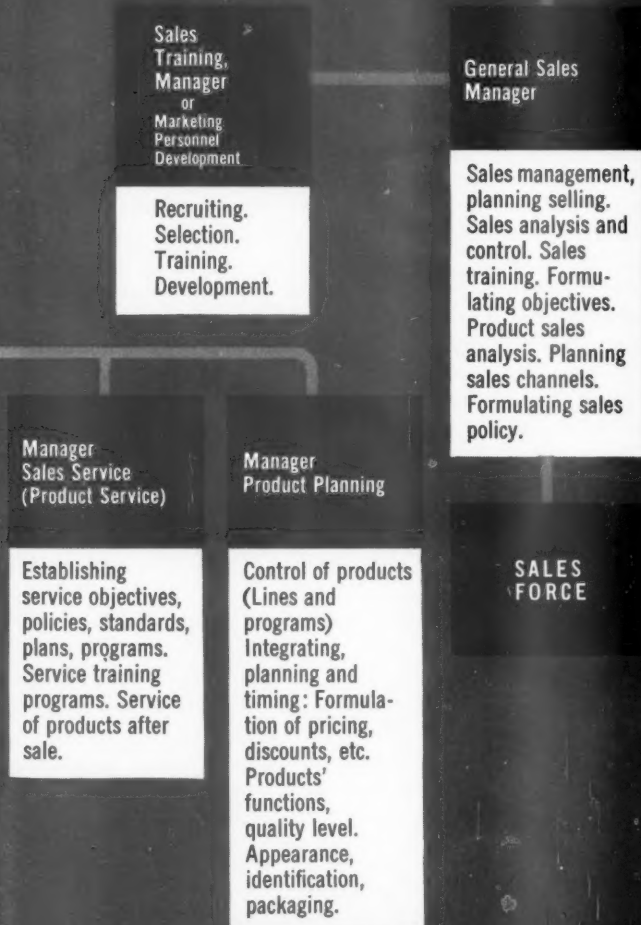 Sales
Training,
Manager
or
Marketing
Personnel
Development
Recruiting.
Selection.
Training.
Development.
General Sales
Manager
Sales management,
planning selling.
Sales analysis and
control. Sales
training. Formu-
lating objectives.
Product sales
analysis. Planning
sales channels.
Formulating sales
policy.
Manager
Sales Service
(Product Service)
Establishing
service objectives,
policies, standards,
plans, programs.
Service training
programs. Service
of products after
sale.
Manager
Product Planning
Control of products
(Lines and
programs)
Integrating,
planning and
timing: Formula-
tion of pricing,
discounts, etc.
Products'
functions,
quality level.
Appearance,
identification,
packaging.
SALES
FORCE